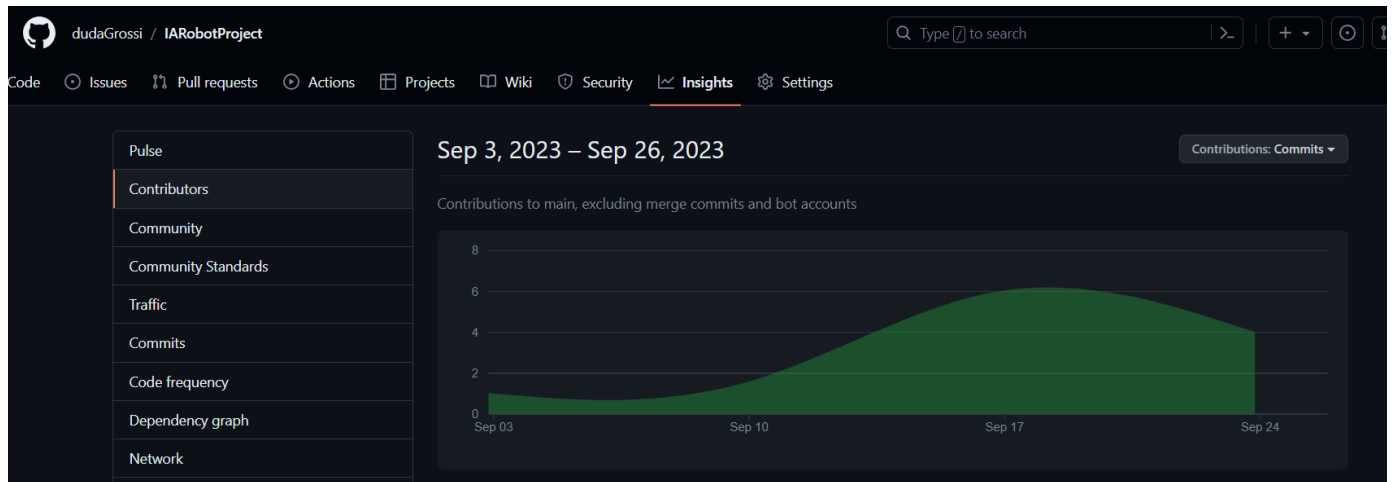 dudaGrossi / IARobotProject
Type / to search
Code Issues Pull requests Actions Projects Wiki Security Insights Settings
Pulse
Contributors
Community
Community Standards
Traffic
Commits
Code frequency
Dependency graph
Network
Sep 3, 2023 – Sep 26, 2023
Contributions: Commits
Contributions to main, excluding merge commits and bot accounts
8
6
4
2
0
Sep 03 Sep 10 Sep 17 Sep 24